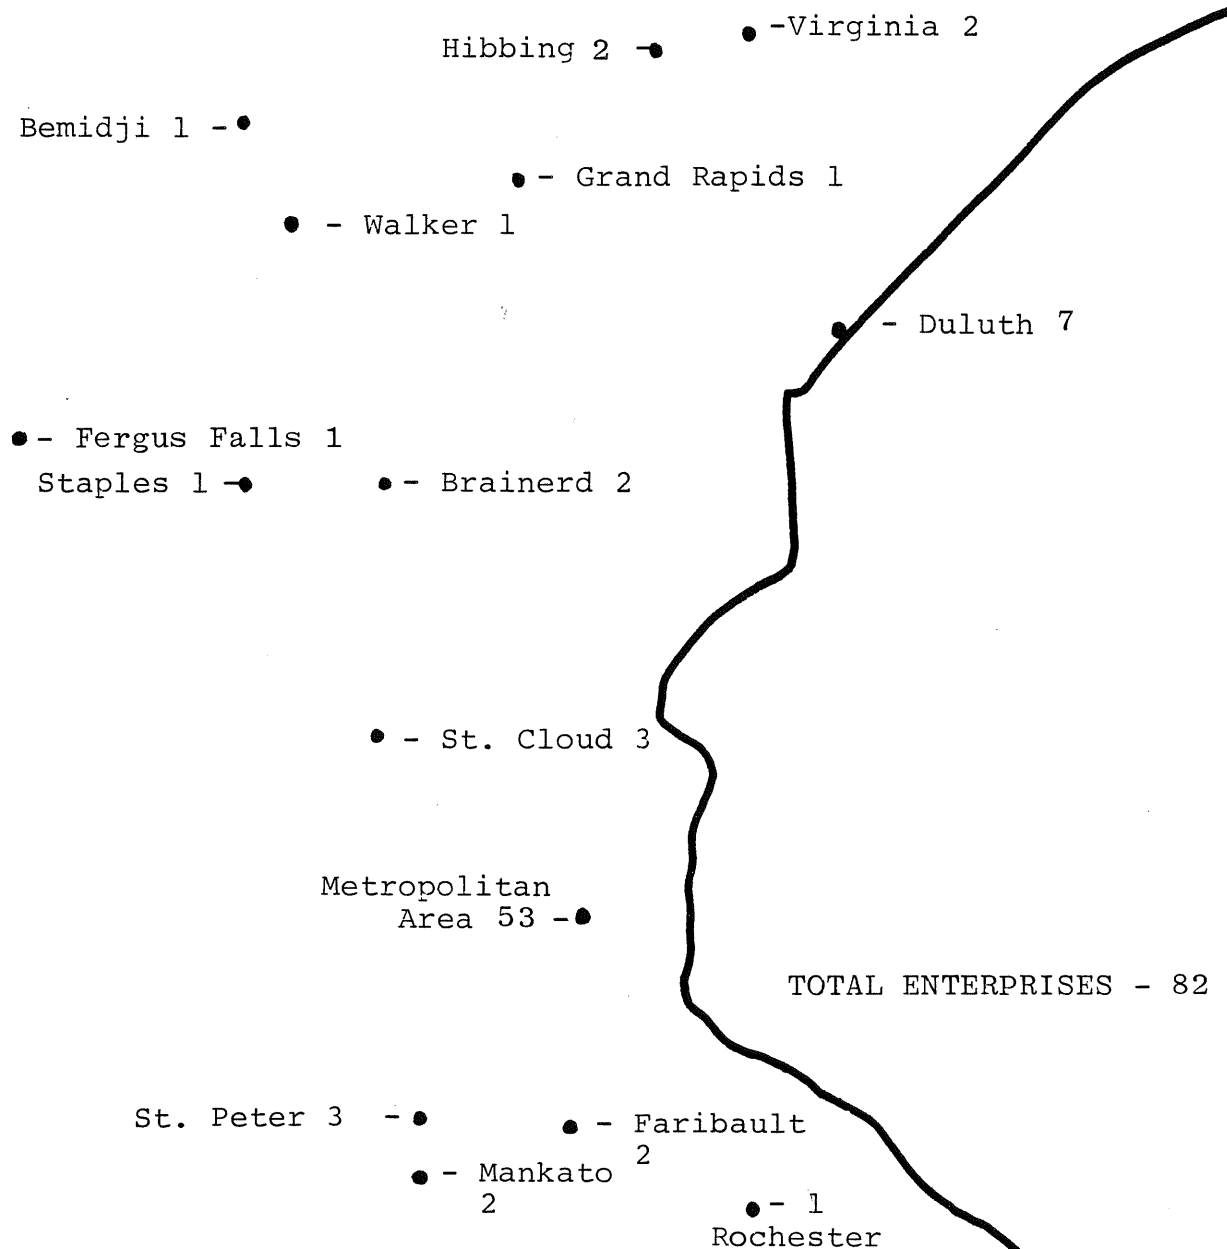 -Virginia 2
Hibbing 2 -
Bemidji 1 -
- Grand Rapids 1
- Walker 1
- Duluth 7
- Fergus Falls 1
Staples 1 -
- Brainerd 2
- St. Cloud 3
Metropolitan
Area 53 -
TOTAL ENTERPRISES - 82
St. Peter 3 -
- Faribault
2
- Mankato
2
- 1
Rochester